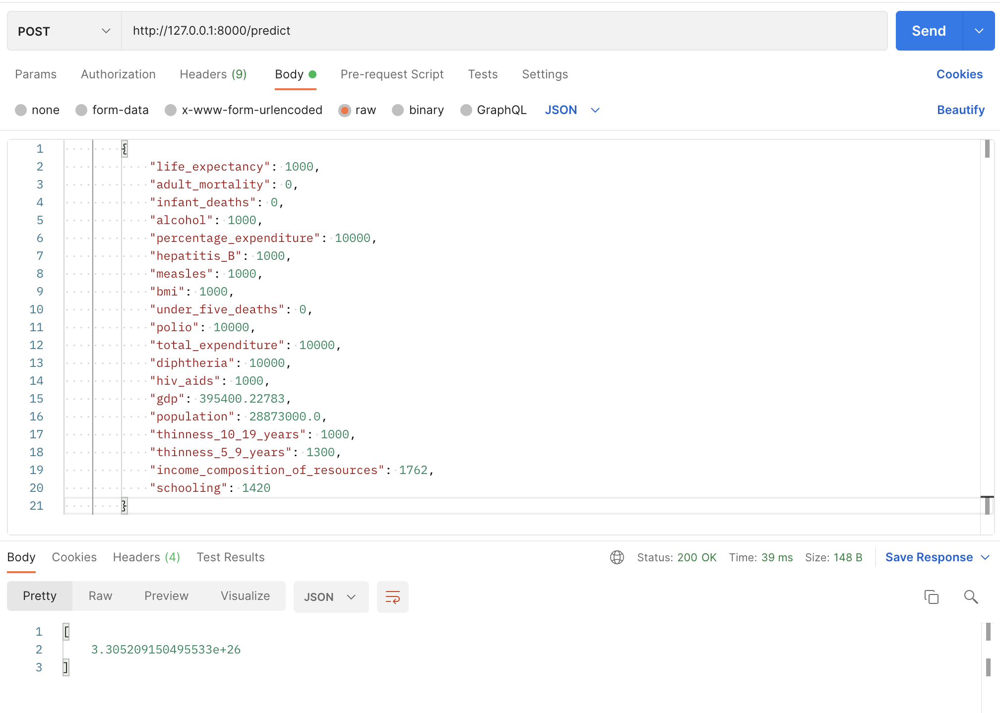 POST http://127.0.0.1:8000/predict Send
Params Authorization Headers (9) Body Pre-request Script Tests Settings Cookies
none form-data x-www-form-urlencoded raw binary GraphQL JSON Beautify
1 {
2 "life_expectancy": 1000,
3 "adult_mortality": 0,
4 "infant_deaths": 0,
5 "alcohol": 1000,
6 "percentage_expenditure": 10000,
7 "hepatitis_B": 1000,
8 "measles": 1000,
9 "bmi": 1000,
10 "under_five_deaths": 0,
11 "polio": 10000,
12 "total_expenditure": 10000,
13 "diphtheria": 10000,
14 "hiv_aids": 1000,
15 "gdp": 395400.22783,
16 "population": 28873000.0,
17 "thinness_10_19_years": 1000,
18 "thinness_5_9_years": 1300,
19 "income_composition_of_resources": 1762,
20 "schooling": 1420
21 }
Body Cookies Headers (4) Test Results Status: 200 OK Time: 39 ms Size: 148 B Save Response
Pretty Raw Preview Visualize JSON
1 [
2 3.305209150495533e+26
3 ]